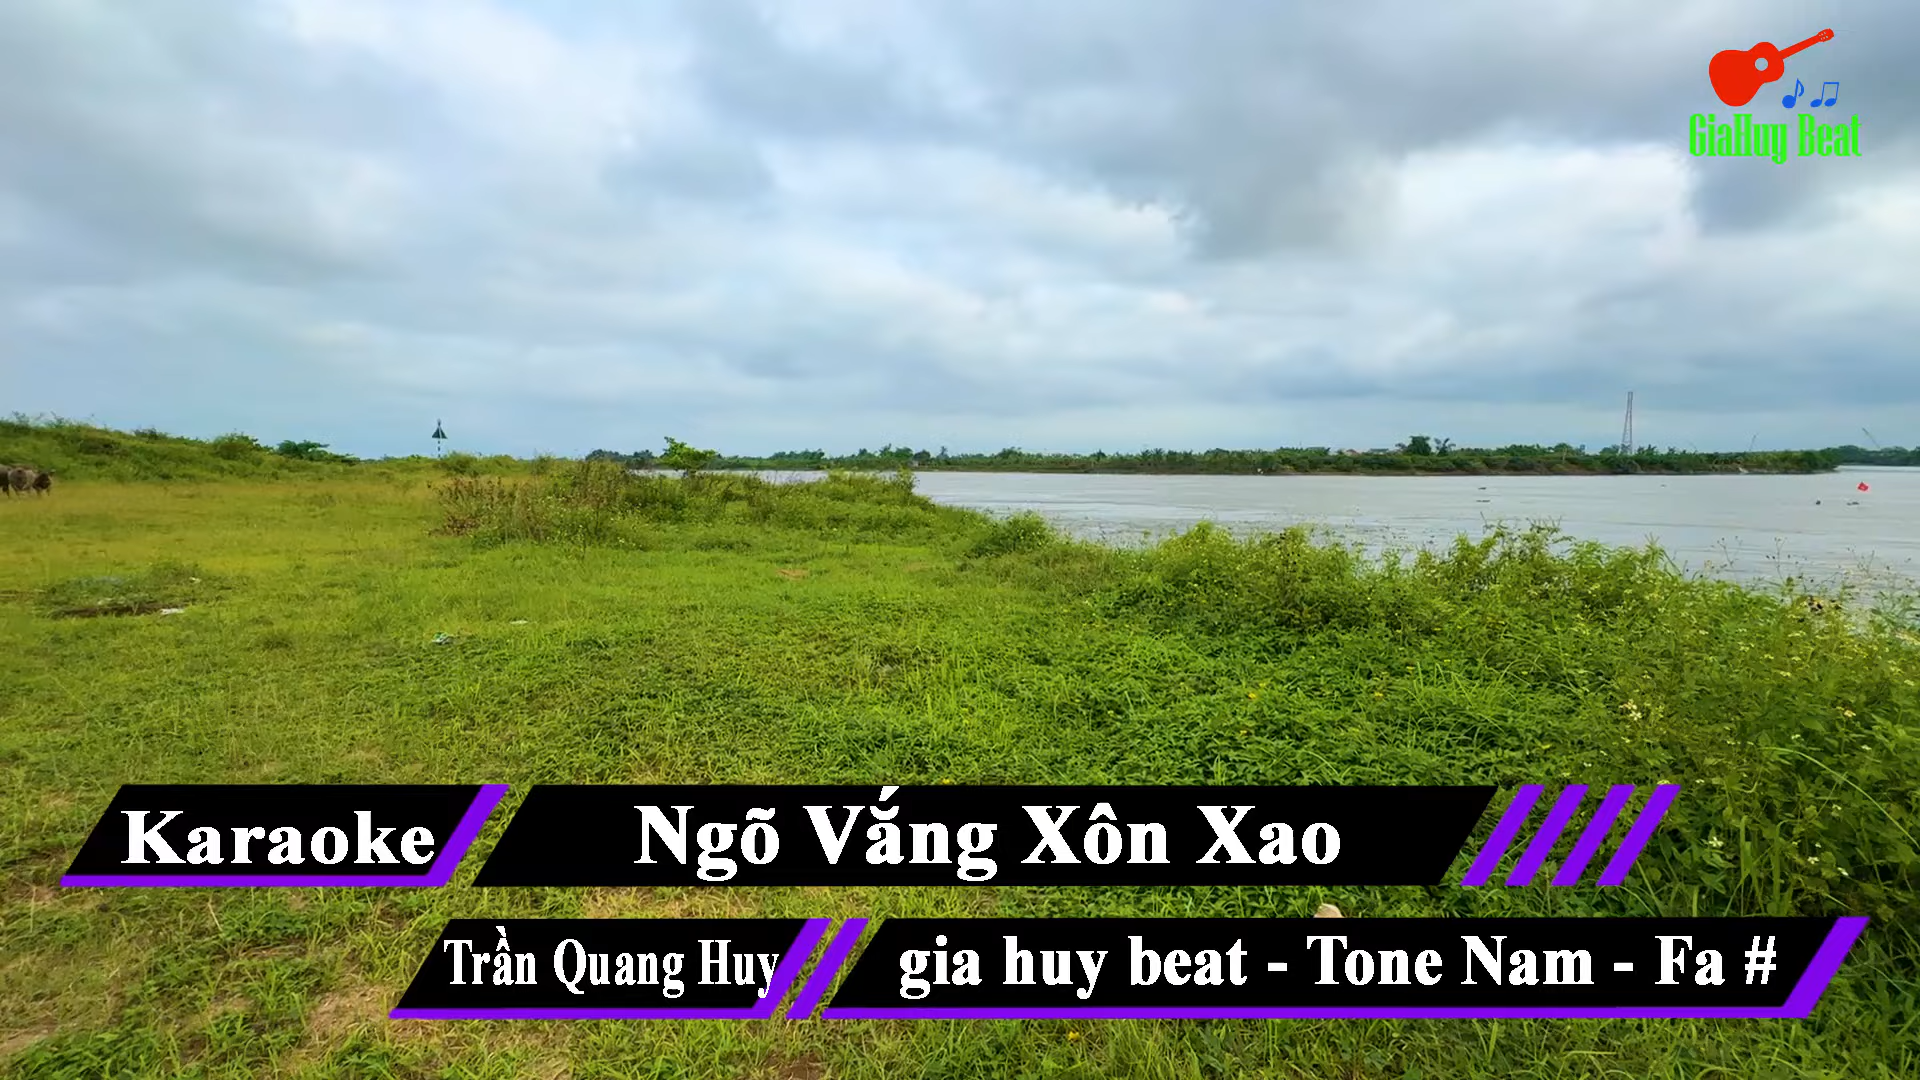 GiaHuy Beat
Karaoke
Ngõ Vắng Xôn Xao
Trần Quang Huy
gia huy beat - Tone Nam - Fa #